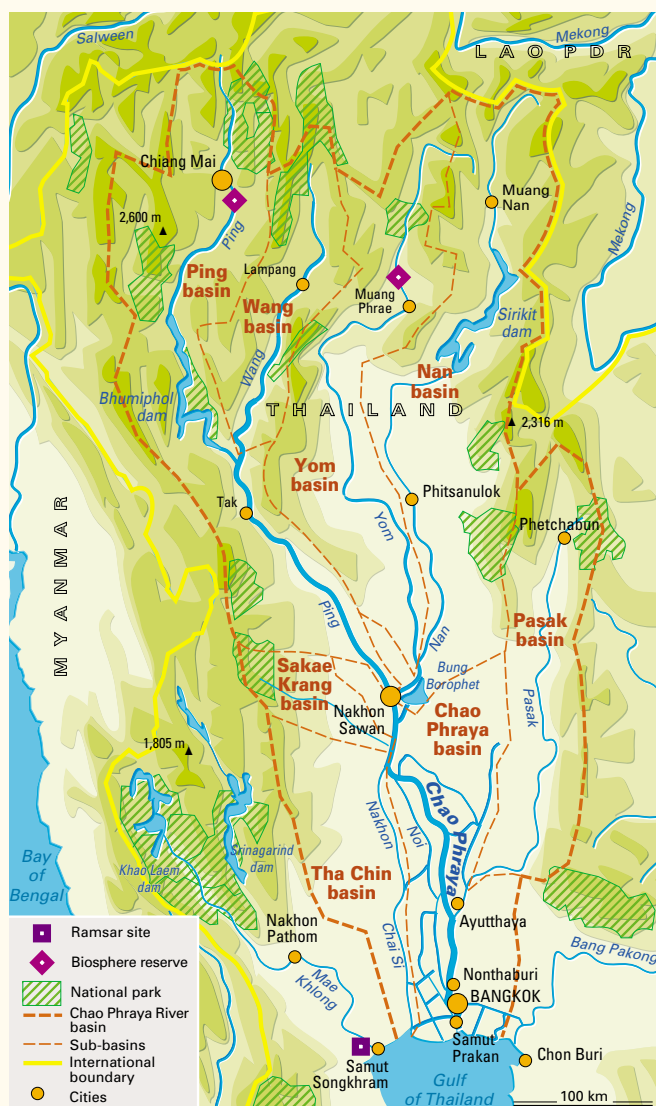 Salween
Mekong
LAO PDR
Chiang Mai
Muang
Nan
2,600 m
Ping
Mekong
Ping
basin
Lampang
Wang
basin
Muang
Phrae
Sirikit
dam
Wang
Nan
basin
Bhumiphol
dam
THAILAND
2,316 m
Yom
basin
Tak
Phitsanulok
Yom
Phetchabun
MYANMAR
Ping
Nan
Pasak
basin
Sakae
Krang
basin
Bung
Borophet
Nakhon
Sawan
Chao
Phraya
basin
Pasak
1,805 m
Chao Phraya
Nakhon
Noi
Bay
of
Bengal
Khao Laem
dam
Srinagarind
dam
Tha Chin
basin
Ayutthaya
Nakhon
Pathom
Chai Si
Bang Pakong
Mae
Khlong
Nonthaburi
BANGKOK
Samut
Prakan
Samut
Songkhram
Chon Buri
Gulf
of Thailand
100 km
Ramsar site
Biosphere reserve
National park
Chao Phraya River
basin
Sub-basins
International
boundary
Cities